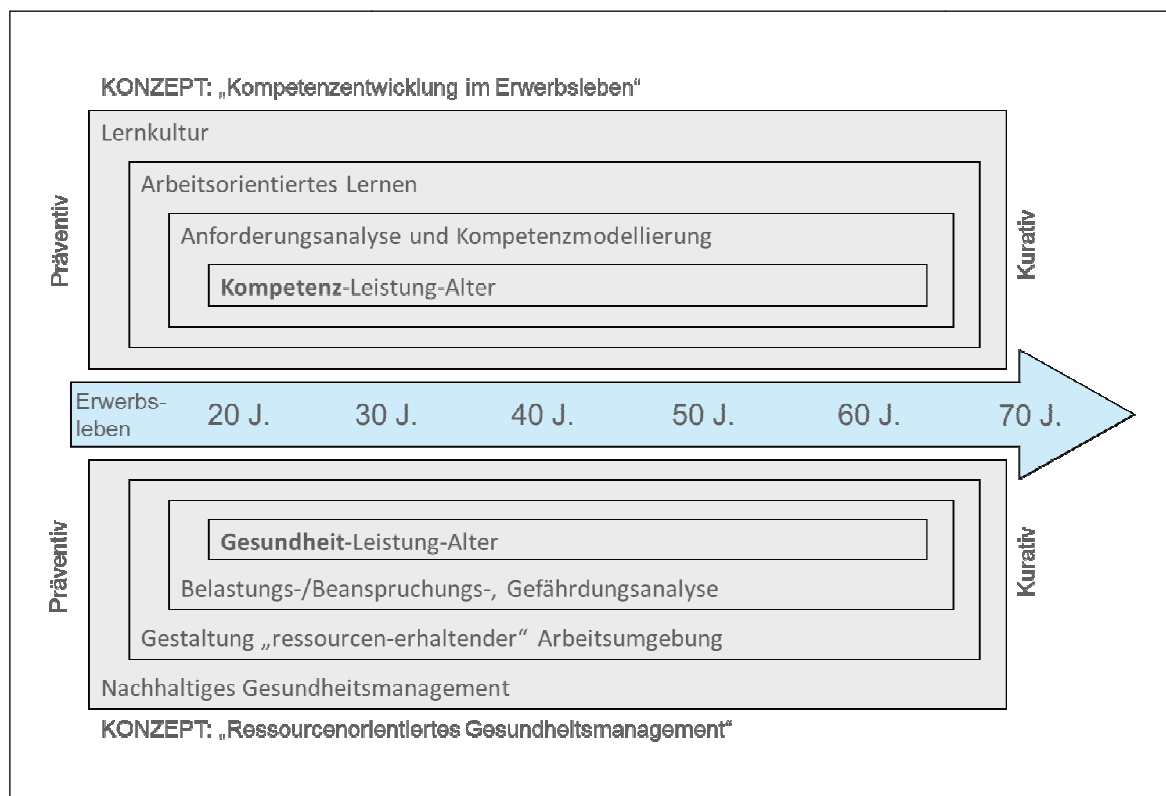 KONZEPT: „Kompetenzentwicklung im Erwerbsleben“
Lernkultur
Arbeitsorientiertes Lernen
Anforderungsanalyse und Kompetenzmodellierung
Kompetenz-Leistung-Alter
Präventiv
Kurativ
Erwerbs-
leben
20 J. 30 J. 40 J. 50 J. 60 J. 70 J.
Präventiv
Kurativ
Gesundheit-Leistung-Alter
Belastungs-/Beanspruchungs-, Gefährdungsanalyse
Gestaltung „ressourcen-erhaltender“ Arbeitsumgebung
Nachhaltiges Gesundheitsmanagement
KONZEPT: „Ressourcenorientiertes Gesundheitsmanagement“